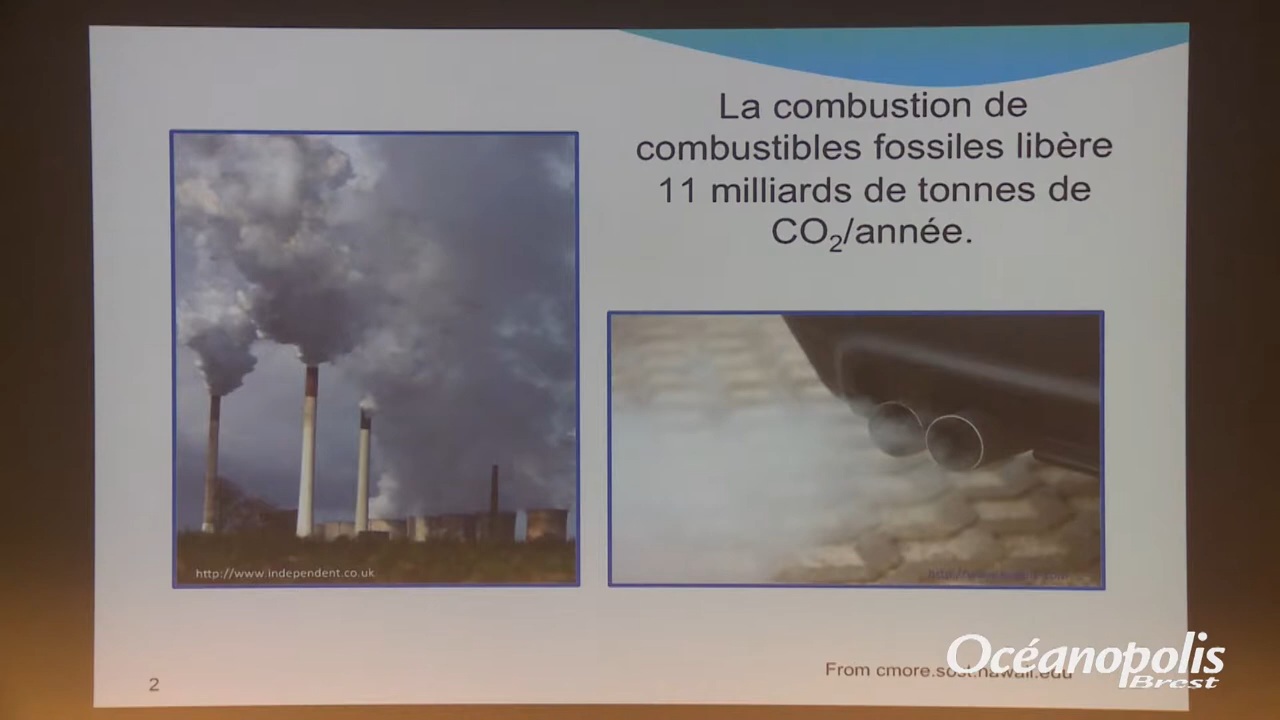 La combustion de
combustibles fossiles libère
11 milliards de tonnes de
CO₂/année.
http://www.independent.co.uk
From cmore.soest.hawaii.edu
Océanopolis
Brest
2